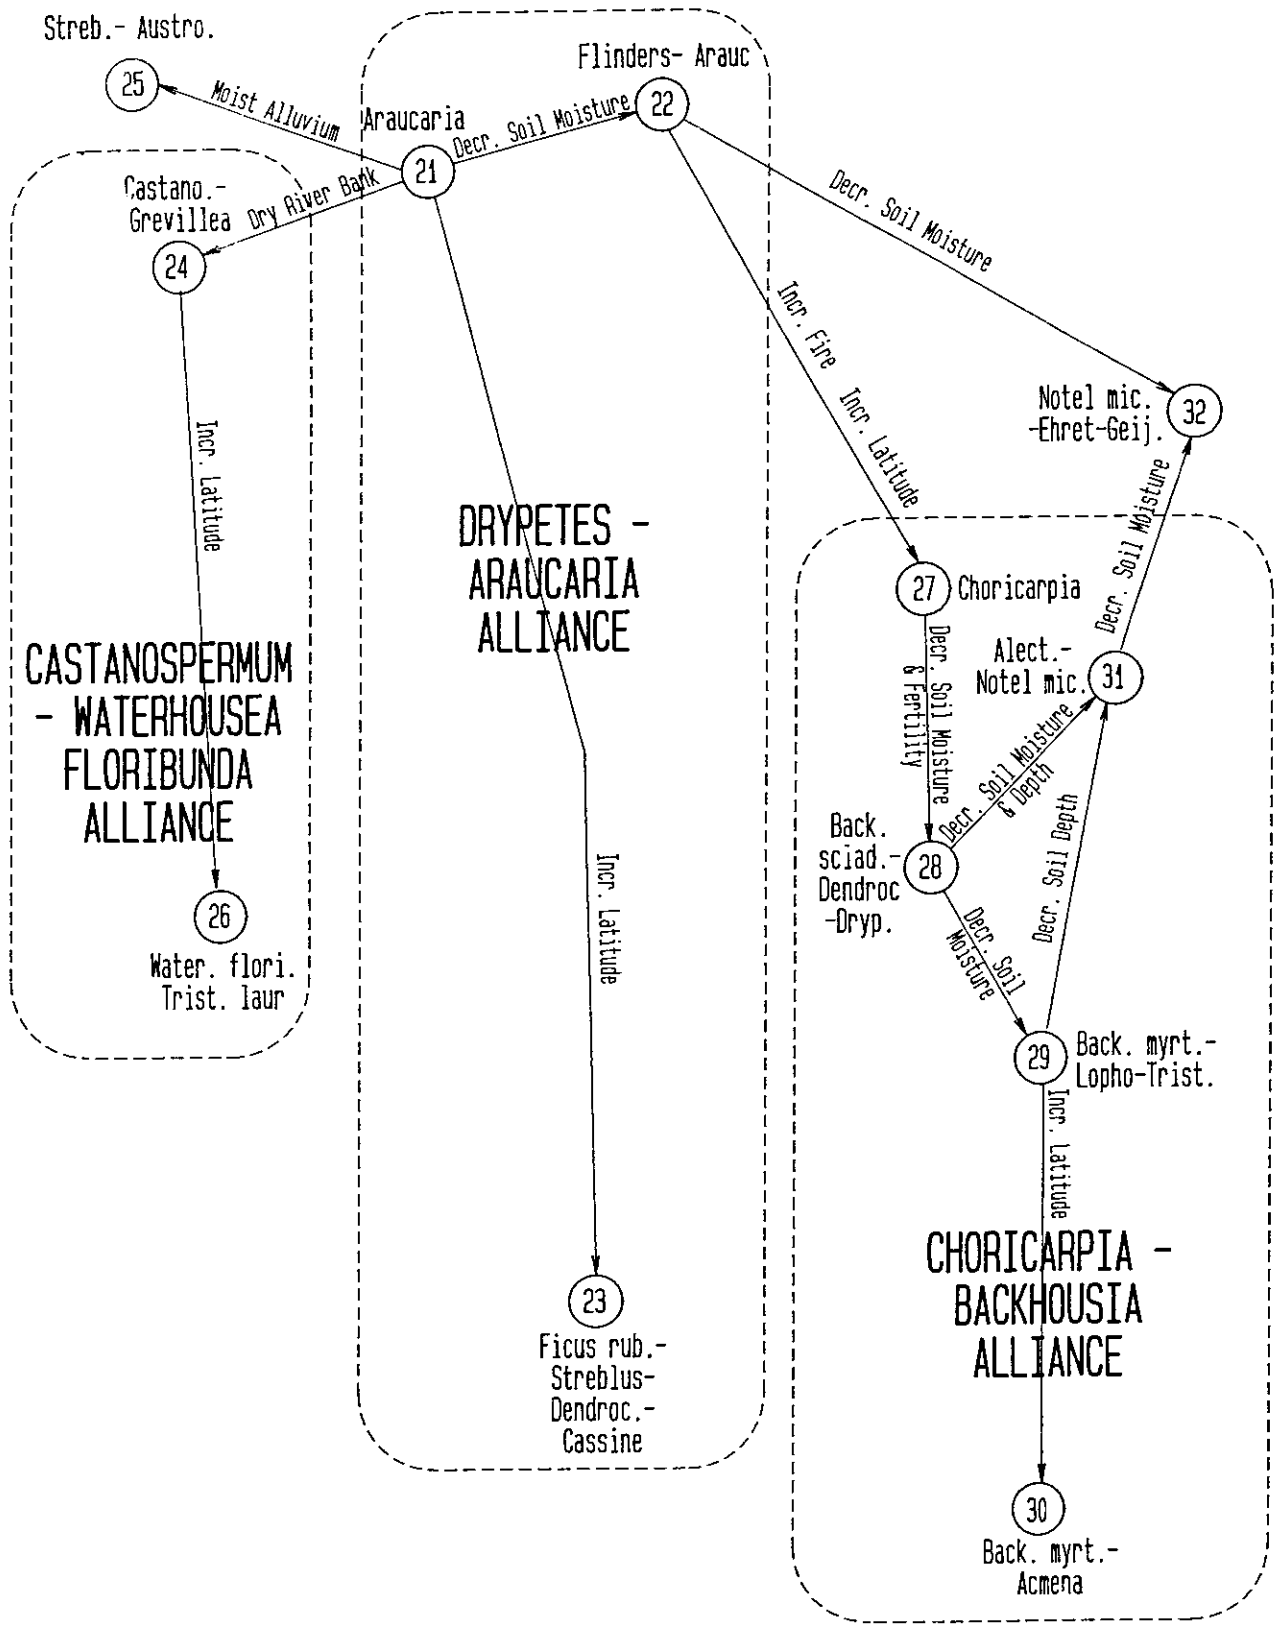 Streb.- Austro.
25
Moist Alluvium
Flinders- Arauc
22
Araucaria
21
Decr. Soil Moisture
Castano.-
Grevillea
Dry River Bank
24
Decr. Soil Moisture
Incr. Fire Incr. Latitude
Notel mic.
-Ehret-Geij.
32
Incr. Latitude
DRYPETES -
ARAUCARIA
ALLIANCE
Decr. Soil Moisture
27
Choricarpia
Decr. Soil Moisture
& Fertility
Alect.-
Notel mic.
31
CASTANOSPERMUM
- WATERHOUSEA
FLORIBUNDA
ALLIANCE
Decr. Soil Moisture
& Depth
Decr. Soil Depth
Back.
sciad.-
Dendroc
-Dryp.
28
26
Water. flori.
Trist. laur
Incr. Latitude
Decr. Soil
Moisture
29
Back. myrt.-
Lopho-Trist.
Incr. Latitude
CHORICARPIA -
BACKHOUSIA
ALLIANCE
23
Ficus rub.-
Streblus-
Dendroc.-
Cassine
30
Back. myrt.-
Acmena